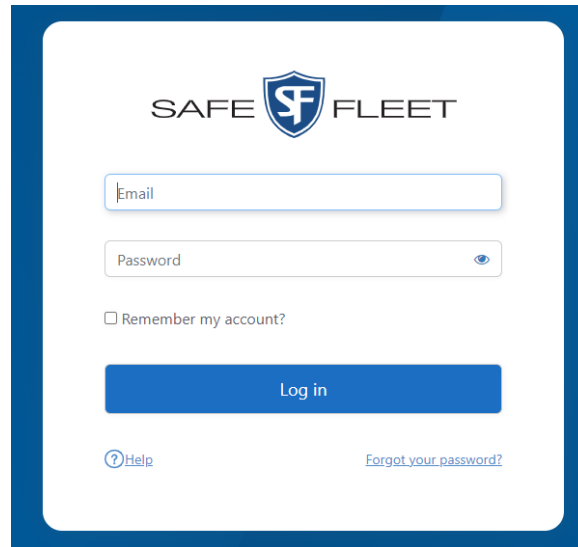 SAFE SF FLEET
Email
Password
Remember my account?
Log in
?Help Forgot your password?